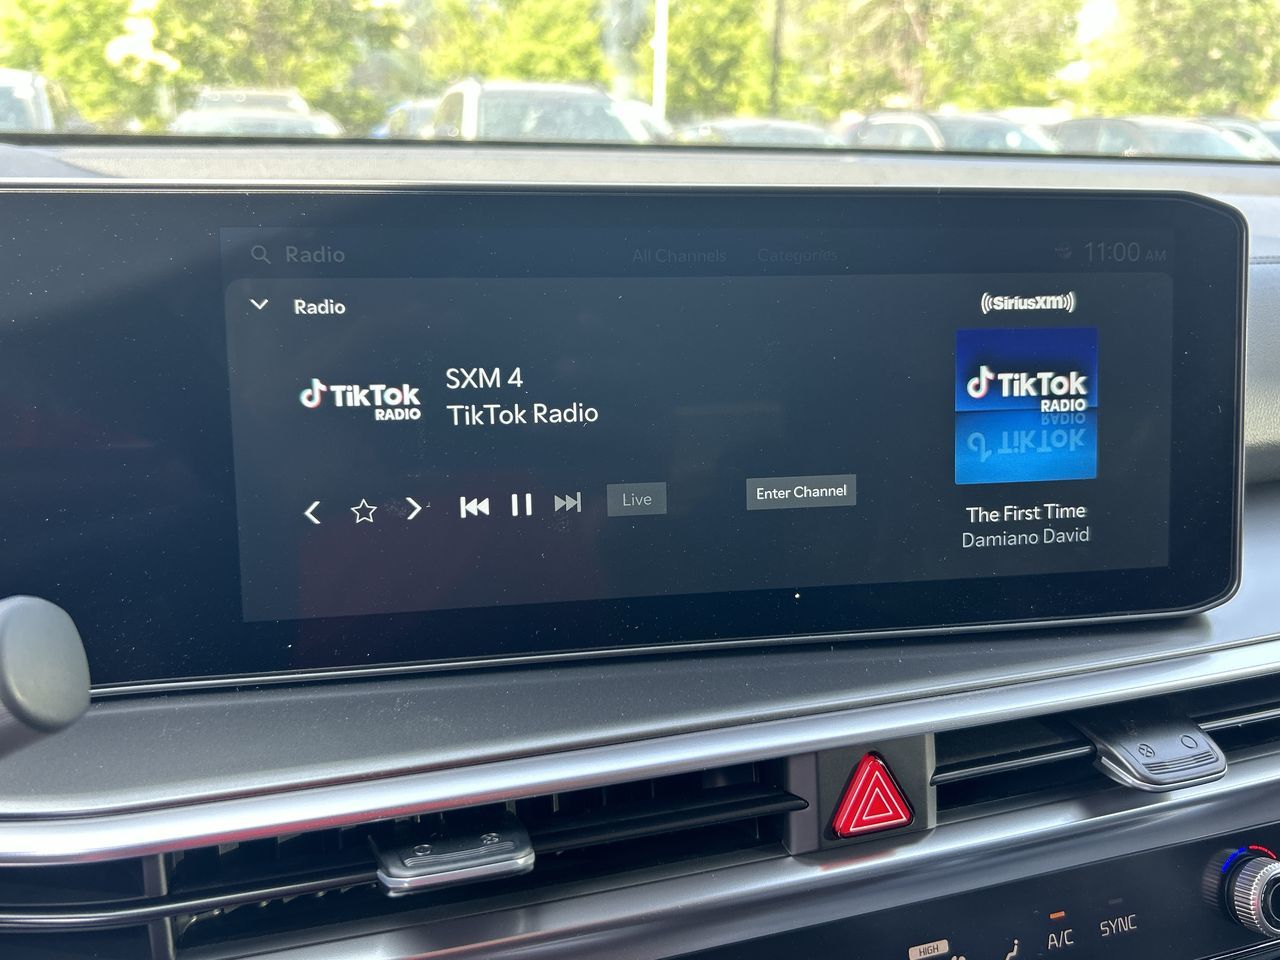 Radio
All Channels
Categories
11:00 AM
Radio
((SiriusXM))
TikTok
RADIO
SXM 4
TikTok Radio
TikTok
RADIO
Live
Enter Channel
The First Time
Damiano David
HIGH
A/C
SYNC